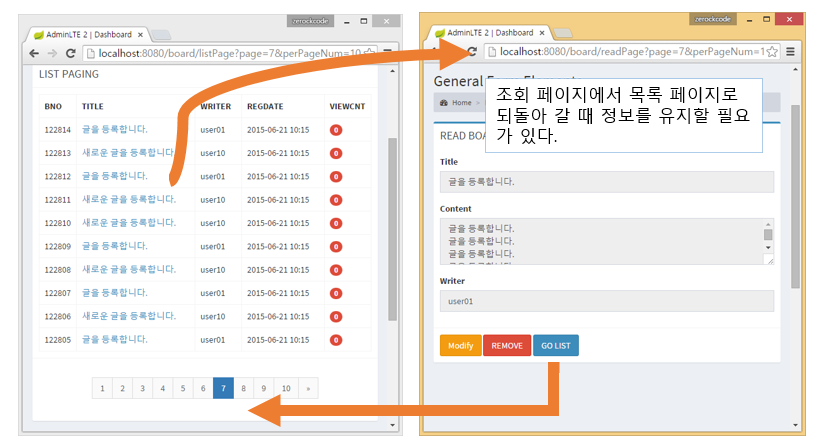 zerockcode
AdminLTE 2 | Dashboard
localhost:8080/board/listPage?page=7&perPageNum=10
LIST PAGING
BNO TITLE WRITER REGDATE VIEWCNT
122814 글을 등록합니다. user01 2015-06-21 10:15 0
122813 새로운 글을 등록합니다. user10 2015-06-21 10:15 0
122812 글을 등록합니다. user01 2015-06-21 10:15 0
122811 새로운 글을 등록합니다. user10 2015-06-21 10:15 0
122810 새로운 글을 등록합니다. user10 2015-06-21 10:15 0
122809 글을 등록합니다. user01 2015-06-21 10:15 0
122808 새로운 글을 등록합니다. user10 2015-06-21 10:15 0
122807 글을 등록합니다. user01 2015-06-21 10:15 0
122806 새로운 글을 등록합니다. user10 2015-06-21 10:15 0
122805 글을 등록합니다. user01 2015-06-21 10:15 0
1 2 3 4 5 6 7 8 9 10 »
zerockcode
AdminLTE 2 | Dashboard
localhost:8080/board/readPage?page=7&perPageNum=1
General
Home >
조회 페이지에서 목록 페이지로
되돌아 갈 때 정보를 유지할 필요
가 있다.
READ BOA
Title
글을 등록합니다.
Content
글을 등록합니다.
글을 등록합니다.
글을 등록합니다.
Writer
user01
Modify REMOVE GO LIST